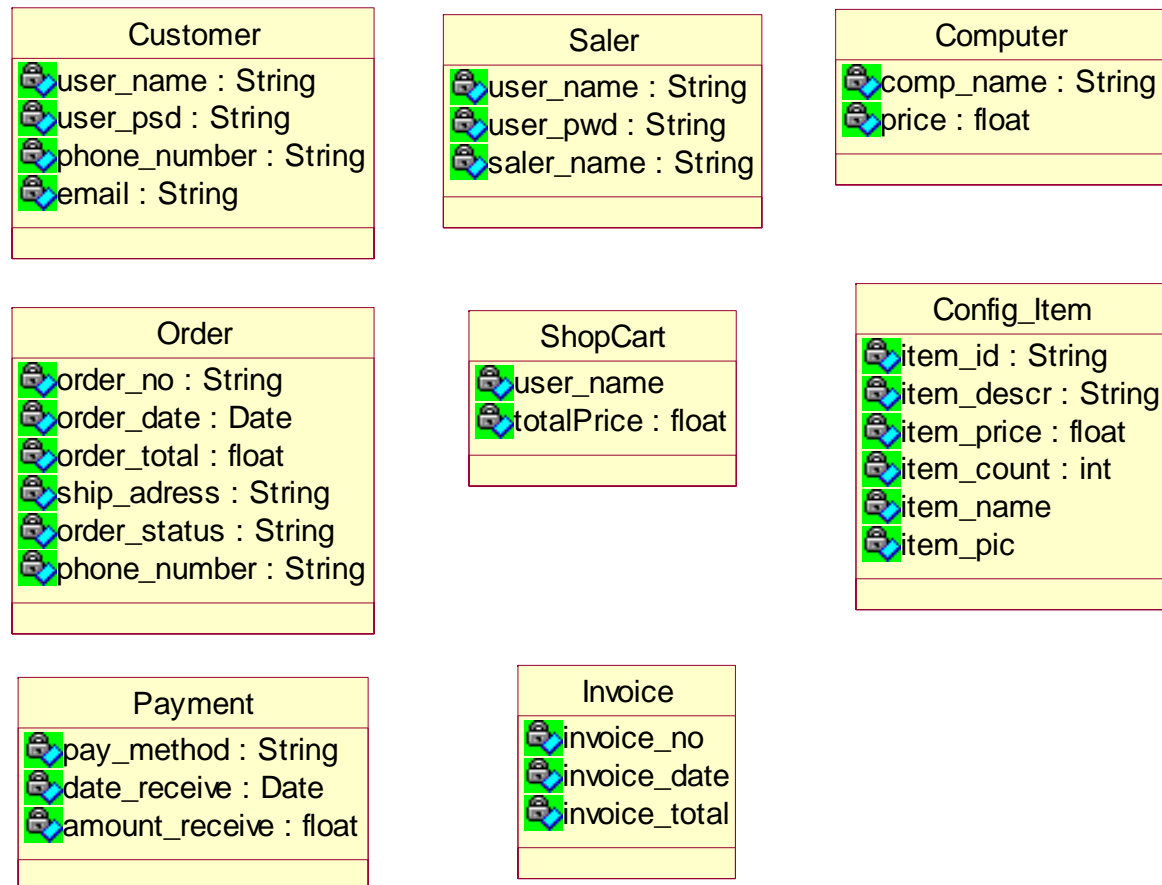 Customer
user_name : String
user_psd : String
phone_number : String
email : String
Saler
user_name : String
user_pwd : String
saler_name : String
Computer
comp_name : String
price : float
Order
order_no : String
order_date : Date
order_total : float
ship_adress : String
order_status : String
phone_number : String
ShopCart
user_name
totalPrice : float
Config_Item
item_id : String
item_descr : String
item_price : float
item_count : int
item_name
item_pic
Payment
pay_method : String
date_receive : Date
amount_receive : float
Invoice
invoice_no
invoice_date
invoice_total